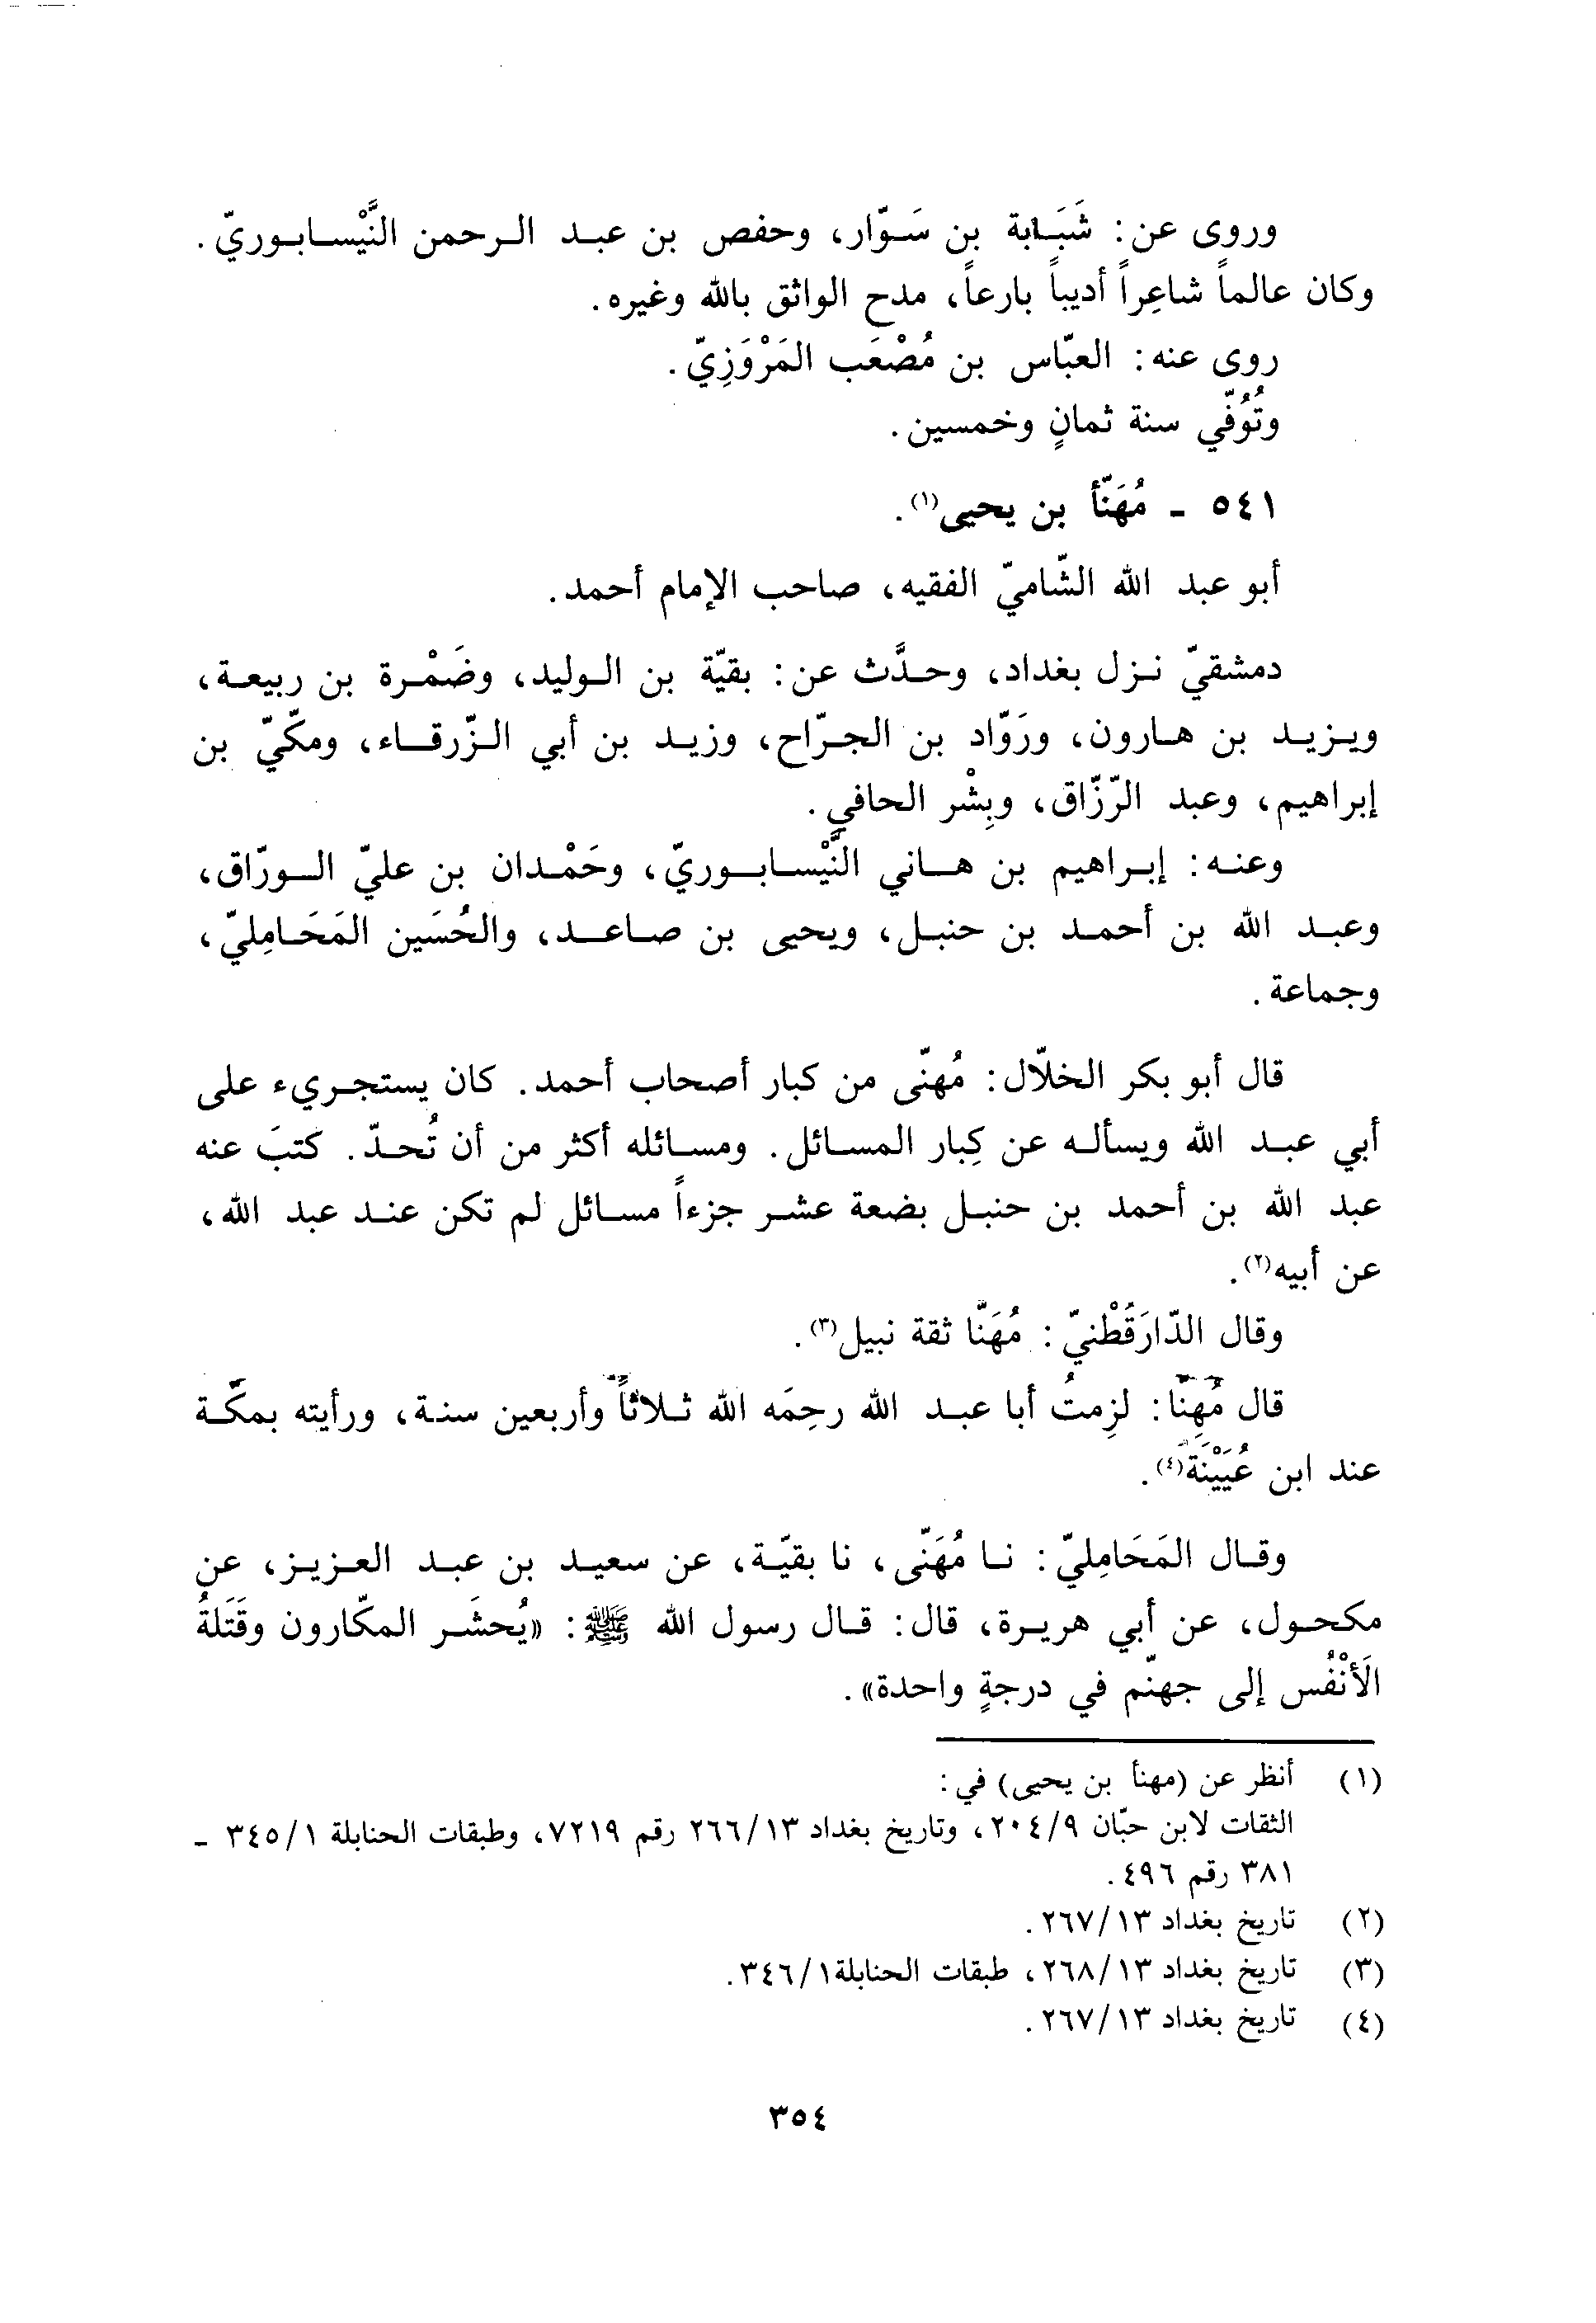 وروى عن: شَبَابة بن سَوّار، وحفص بن عبد الرحمن النَّيْسابوريّ.
وكان عالماً شاعِراً أديباً بارعاً، مدح الواثق بالله وغيره.
روى عنه: العبّاس بن مُصْعَب المَرْوَزِيّ.
وتُوُفّي سنة ثمانٍ وخمسين.
٥٤١ - مُهَنّأ بن يحيى(١).
أبو عبد الله الشّاميّ الفقيه، صاحب الإمام أحمد.
دمشقيّ نزل بغداد، وحدَّث عن: بقيّة بن الوليد، وضَمْرة بن ربيعة،
ويزيد بن هارون، ورَوّاد بن الجرّاح، وزيد بن أبي الزّرقاء، ومكّيّ بن
إبراهيم، وعبد الرّزّاق، وبِشْر الحافي.
وعنه: إبراهيم بن هاني النَّيْسابوريّ، وحَمْدان بن عليّ الورّاق،
وعبد الله بن أحمد بن حنبل، ويحيى بن صاعد، والحُسَين المَحَامِليّ،
وجماعة.
قال أبو بكر الخلّال: مُهنّى من كبار أصحاب أحمد. كان يستجريء على
أبي عبد الله ويسأله عن كِبار المسائل. ومسائله أكثر من أن تُحدّ. كتبَ عنه
عبد الله بن أحمد بن حنبل بضعة عشر جزءاً مسائل لم تكن عند عبد الله،
عن أبيه(٢).
وقال الدّارَقُطْنيّ: مُهَنَّا ثقة نبيل(٣).
قال مُهنّا: لزِمتُ أبا عبد الله رحِمَه الله ثلاثاً وأربعين سنة، ورأيته بمكّة
عند ابن عُيَيْنَة(٤).
وقال المَحَامِليّ: نا مُهَنّى، نا بقيّة، عن سعيد بن عبد العزيز، عن
مكحول، عن أبي هريرة، قال: قال رسول الله ﷺ: «يُحشَر المكّارون وقَتَلةُ
الَأنْفُس إلى جهنّم في درجةٍ واحدة».
(١) أنظر عن (مهنأ بن يحيى) في:
الثقات لابن حبّان ٢٠٤/٩، وتاريخ بغداد ٢٦٦/١٣ رقم ٧٢١٩، وطبقات الحنابلة ٣٤٥/١ -
٣٨١ رقم ٤٩٦.
(٢) تاريخ بغداد ٢٦٧/١٣.
(٣) تاريخ بغداد ٢٦٨/١٣، طبقات الحنابلة ٣٤٦/١.
(٤) تاريخ بغداد ٢٦٧/١٣.
٣٥٤